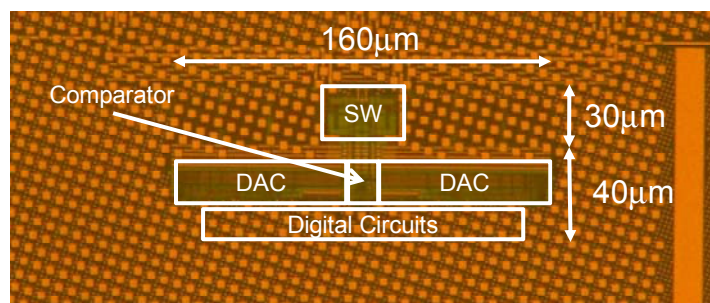 160μm
Comparator
SW
30μm
DAC
DAC
40μm
Digital Circuits